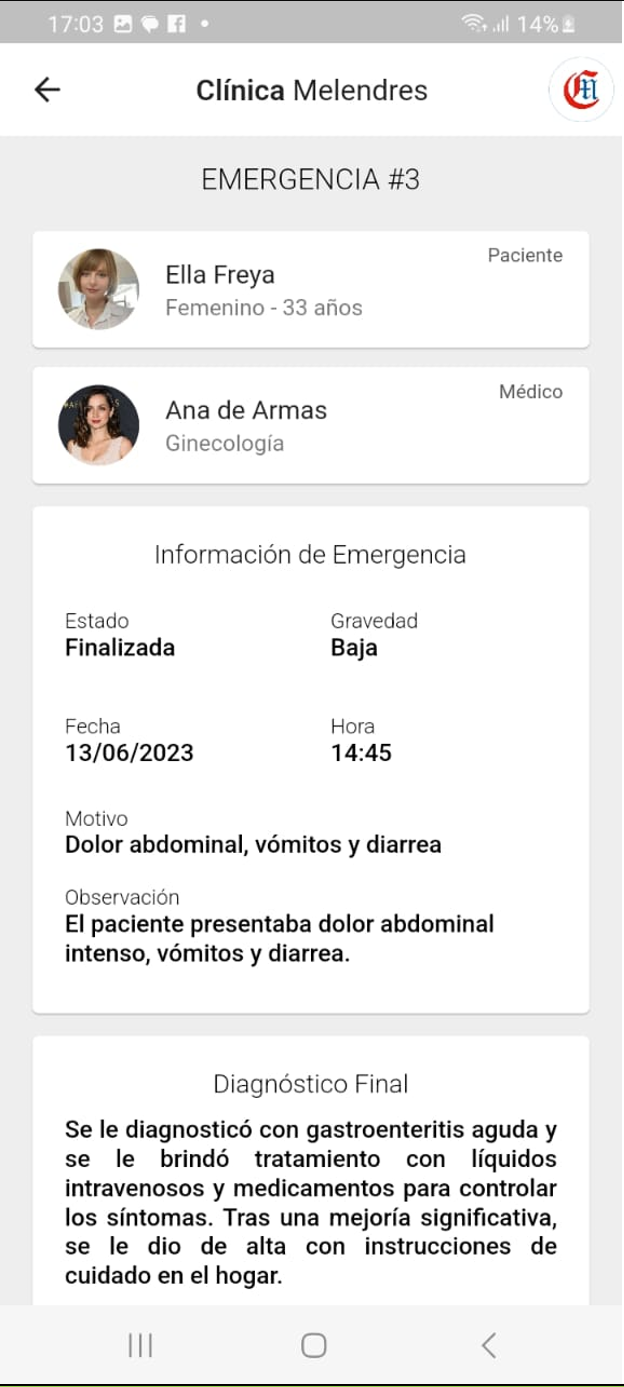 17:03
14%
Clínica Melendres
EMERGENCIA #3
Paciente
Ella Freya
Femenino - 33 años
Médico
Ana de Armas
Ginecología
Información de Emergencia
Estado
Gravedad
Finalizada
Baja
Fecha
Hora
13/06/2023
14:45
Motivo
Dolor abdominal, vómitos y diarrea
Observación
El paciente presentaba dolor abdominal
intenso, vómitos y diarrea.
Diagnóstico Final
Se le diagnosticó con gastroenteritis aguda y
se le brindó tratamiento con líquidos
intravenosos y medicamentos para controlar
los síntomas. Tras una mejoría significativa,
se le dio de alta con instrucciones de
cuidado en el hogar.